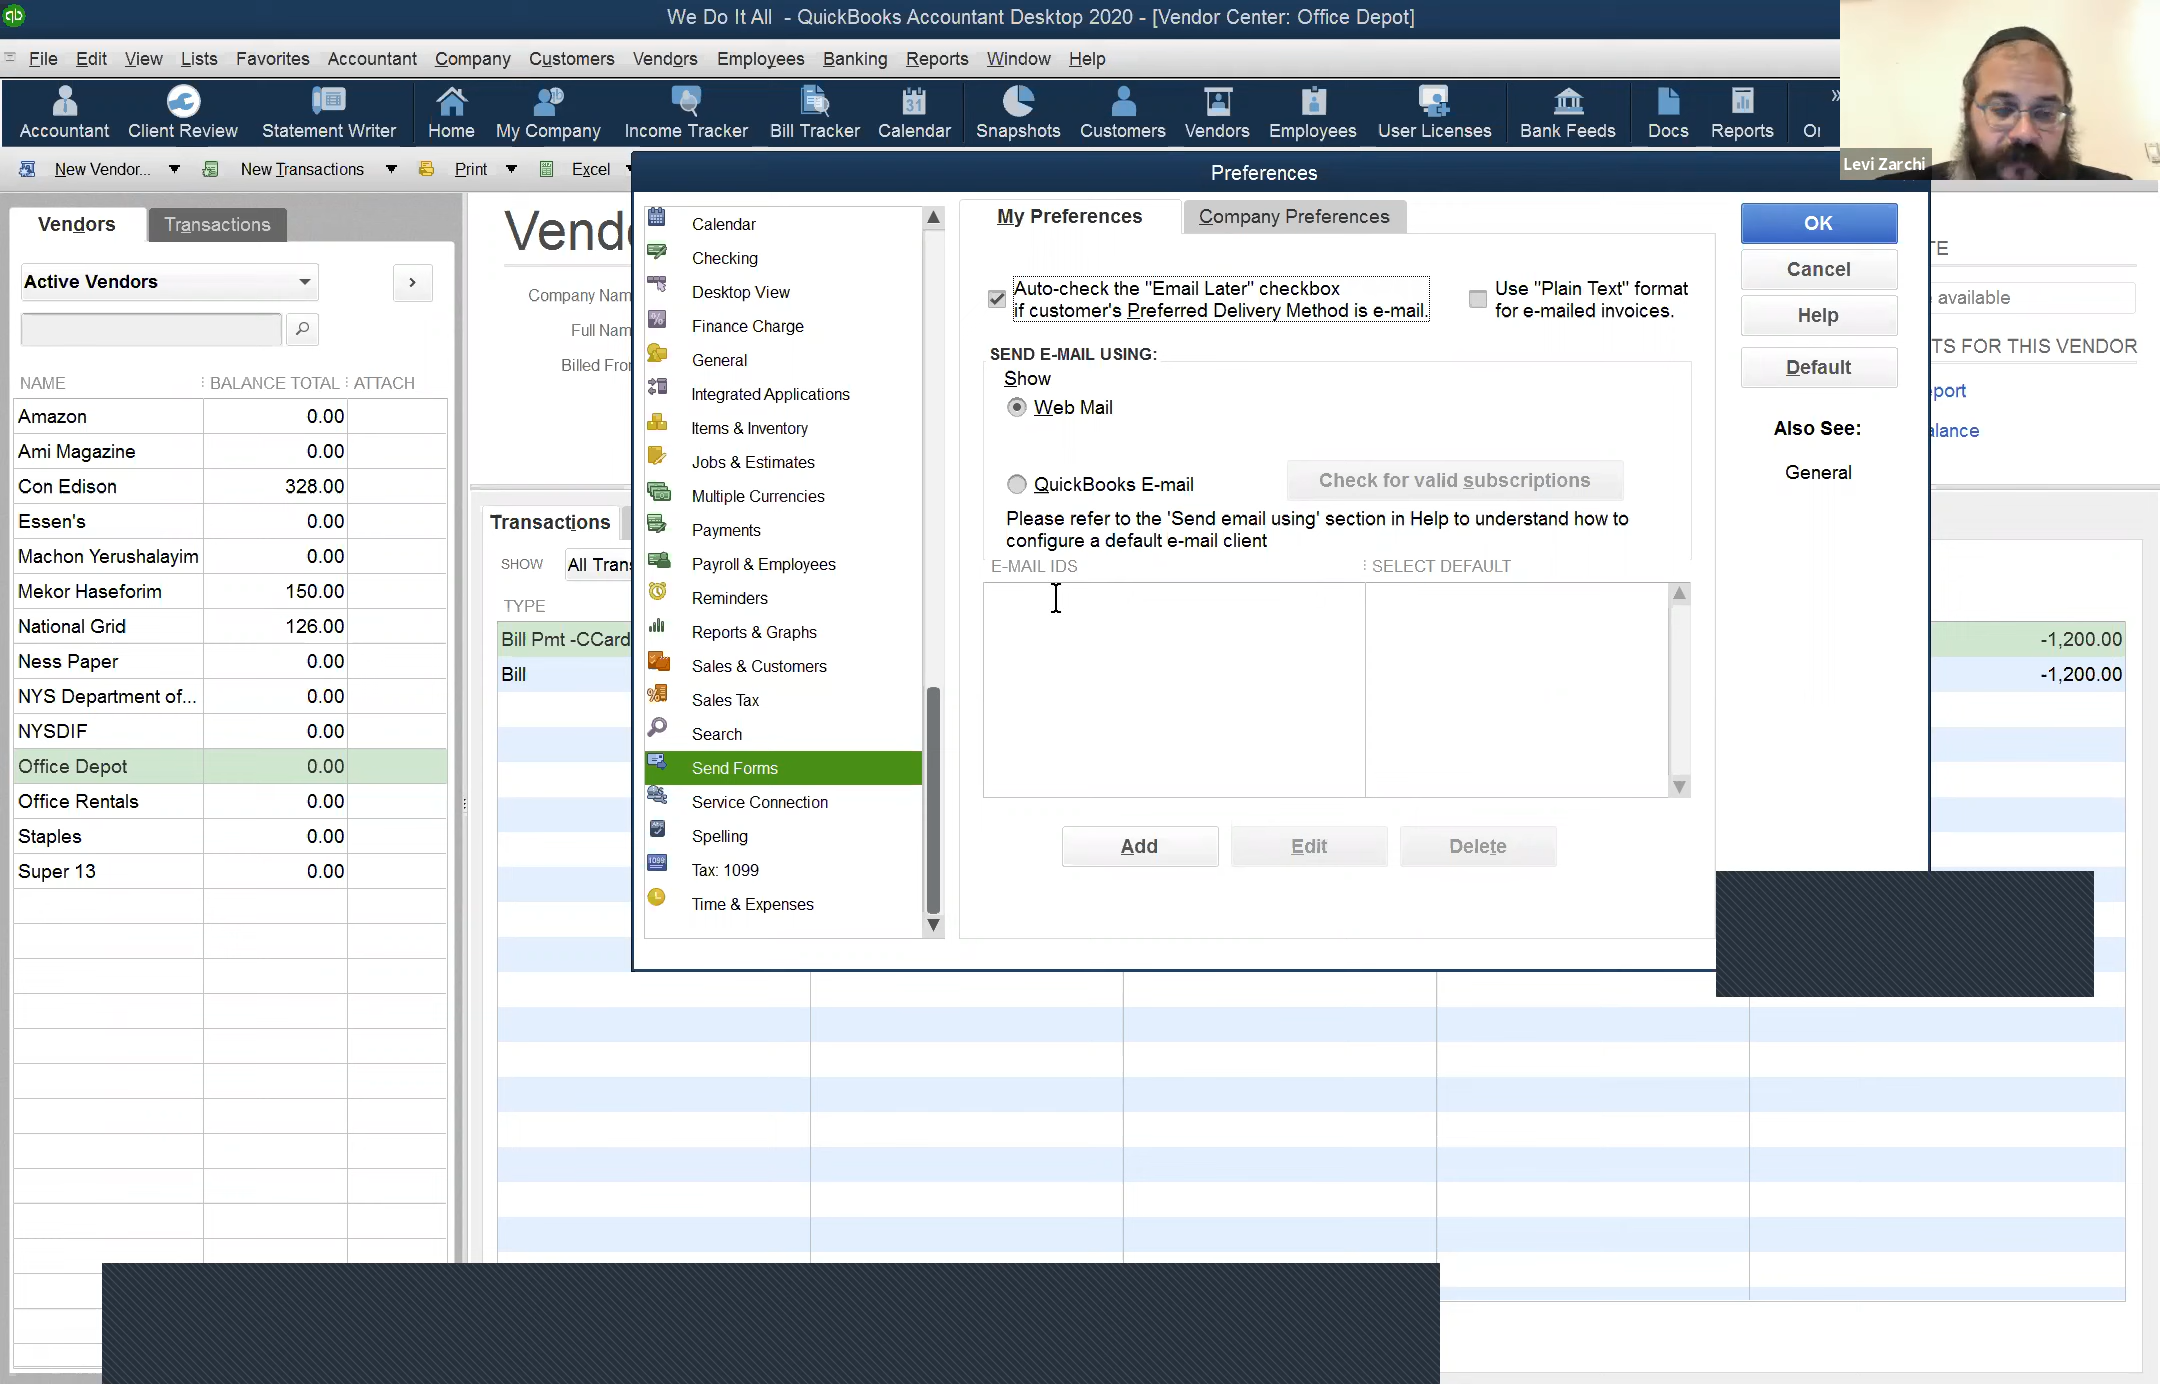 We Do It All - QuickBooks Accountant Desktop 2020 - [Vendor Center: Office Depot]
File Edit View Lists Favorites Accountant Company Customers Vendors Employees Banking Reports Window Help
Accountant Client Review Statement Writer Home My Company Income Tracker Bill Tracker Calendar Snapshots Customers Vendors Employees User Licenses Bank Feeds Docs Reports
31
Levi Zarchi
New Vendor... New Transactions Print Excel
Vendors Transactions
Active Vendors
NAME BALANCE TOTAL ATTACH
Amazon 0.00
Ami Magazine 0.00
Con Edison 328.00
Essen's 0.00
Machon Yerushalayim 0.00
Mekor Haseforim 150.00
National Grid 126.00
Ness Paper 0.00
NYS Department of... 0.00
NYSDIF 0.00
Office Depot 0.00
Office Rentals 0.00
Staples 0.00
Super 13 0.00
Vend
Company Nam
Full Nam
Billed Fro
Transactions
SHOW All Tran
TYPE
Bill Pmt -CCard -1,200.00
Bill -1,200.00
Preferences
Calendar
Checking
Desktop View
Finance Charge
General
Integrated Applications
Items & Inventory
Jobs & Estimates
Multiple Currencies
Payments
Payroll & Employees
Reminders
Reports & Graphs
Sales & Customers
Sales Tax
Search
Send Forms
Service Connection
Spelling
Tax: 1099
Time & Expenses
My Preferences Company Preferences
Auto-check the "Email Later" checkbox
if customer's Preferred Delivery Method is e-mail.
Use "Plain Text" format
for e-mailed invoices.
SEND E-MAIL USING:
Show
Web Mail
QuickBooks E-mail Check for valid subscriptions
Please refer to the 'Send email using' section in Help to understand how to
configure a default e-mail client
E-MAIL IDS SELECT DEFAULT
Add Edit Delete
OK
Cancel
Help
Default
Also See:
General
TE
available
TS FOR THIS VENDOR
port
alance